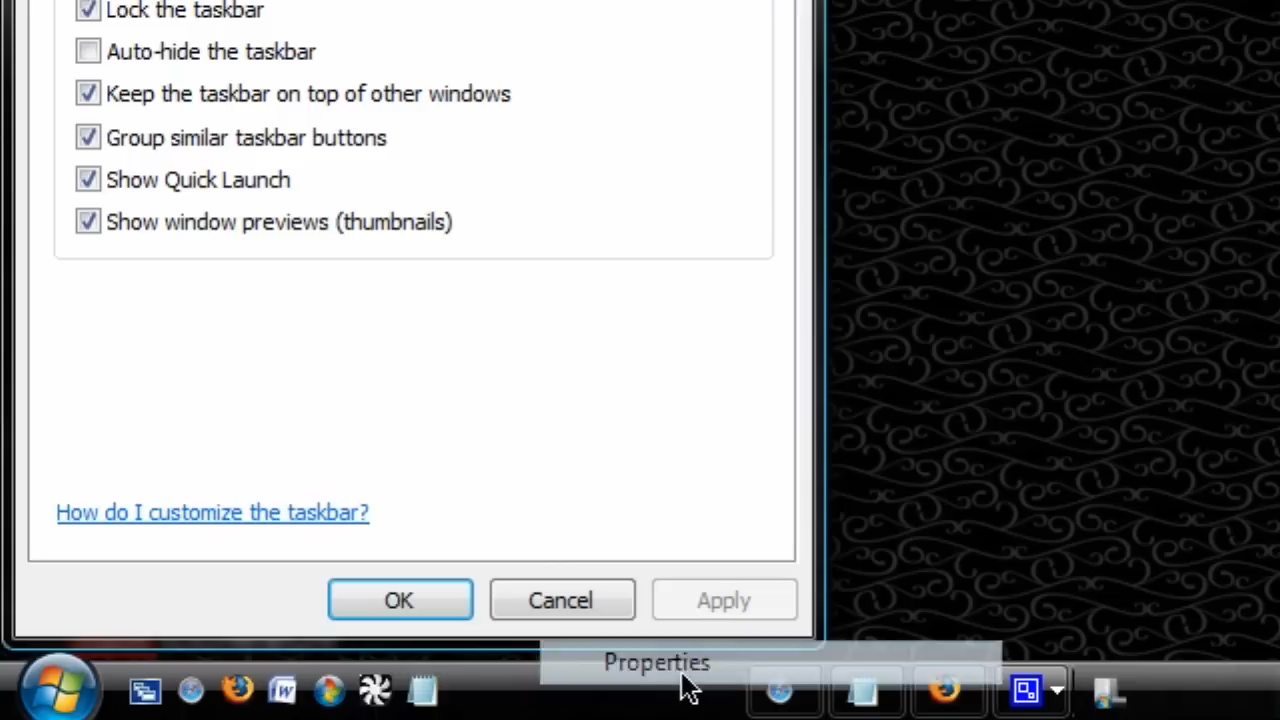 Lock the taskbar
Auto-hide the taskbar
Keep the taskbar on top of other windows
Group similar taskbar buttons
Show Quick Launch
Show window previews (thumbnails)
How do I customize the taskbar?
OK Cancel Apply
Properties
W